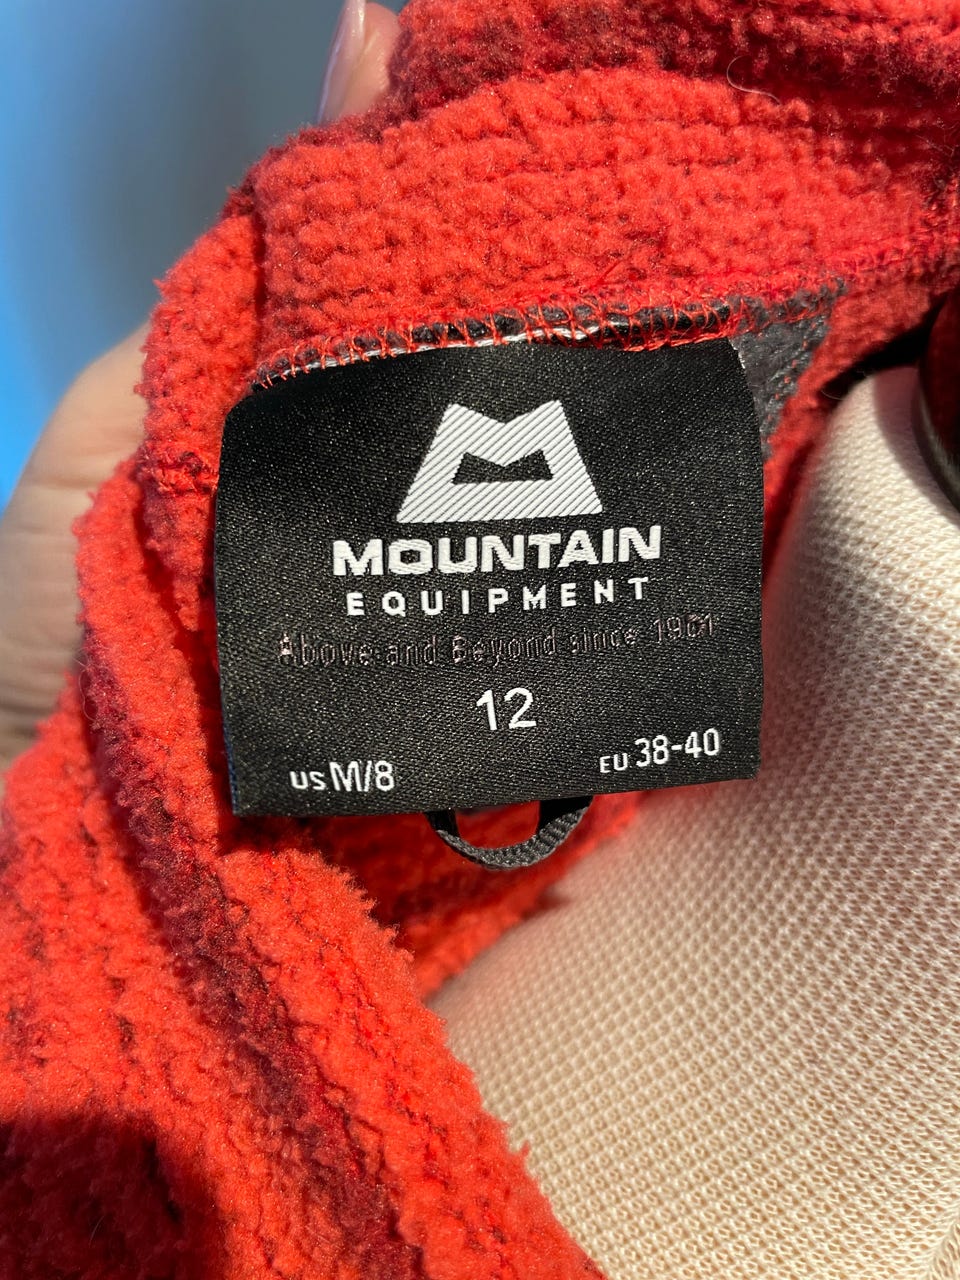 MOUNTAIN
EQUIPMENT
Above and Beyond since 1961
12
US M/8
EU 38-40